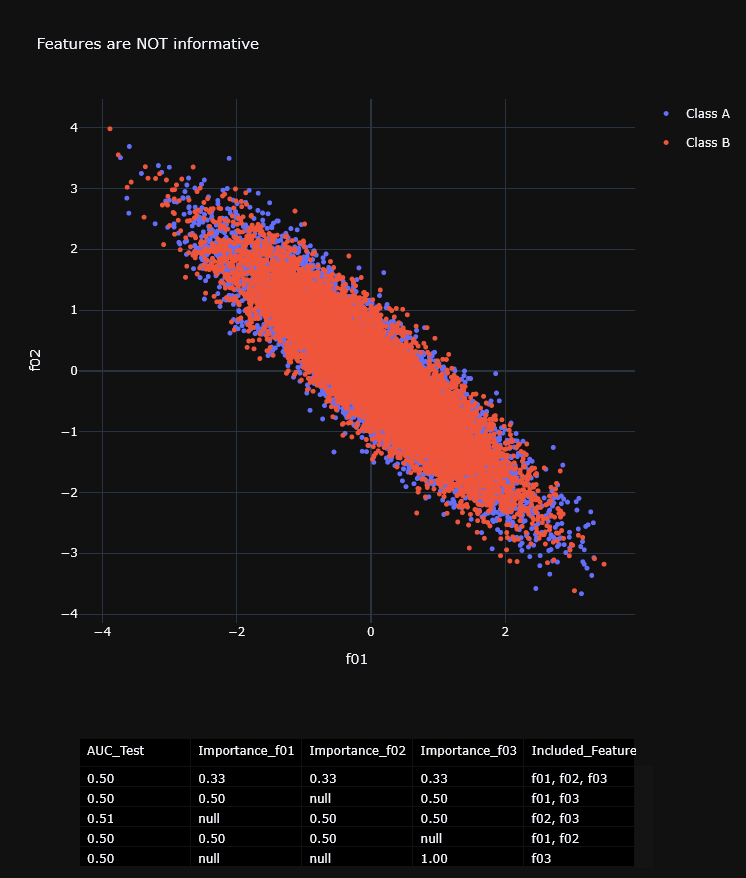 Features are NOT informative
Class A
Class B
4
3
2
1
0
−1
−2
−3
−4
f02
−4
−2
0
2
f01
AUC_Test Importance_f01 Importance_f02 Importance_f03 Included_Feature
0.50 0.33 0.33 0.33 f01, f02, f03
0.50 0.50 null 0.50 f01, f03
0.51 null 0.50 0.50 f02, f03
0.50 0.50 0.50 null f01, f02
0.50 null null 1.00 f03